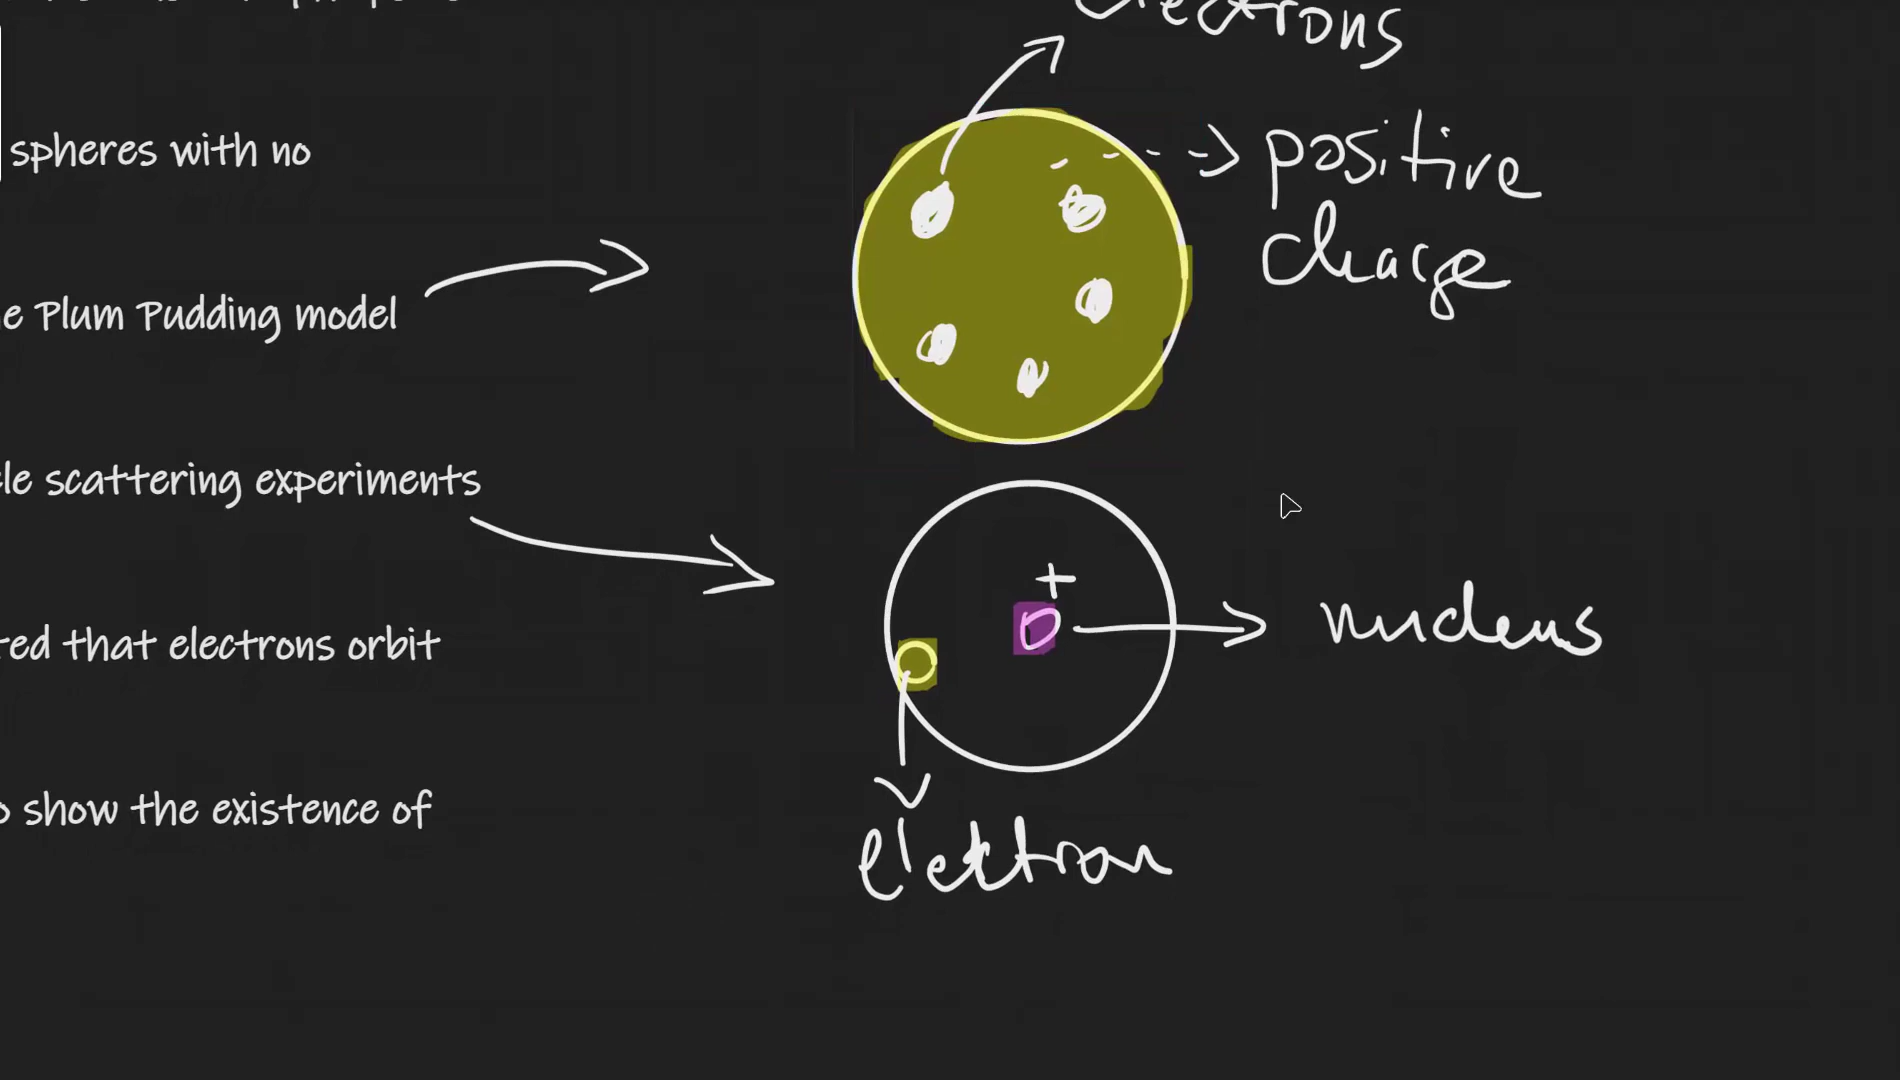 electrons
spheres with no
positive
charge
e Plum Pudding model
le scattering experiments
+
nucleus
ted that electrons orbit
show the existence of
electron